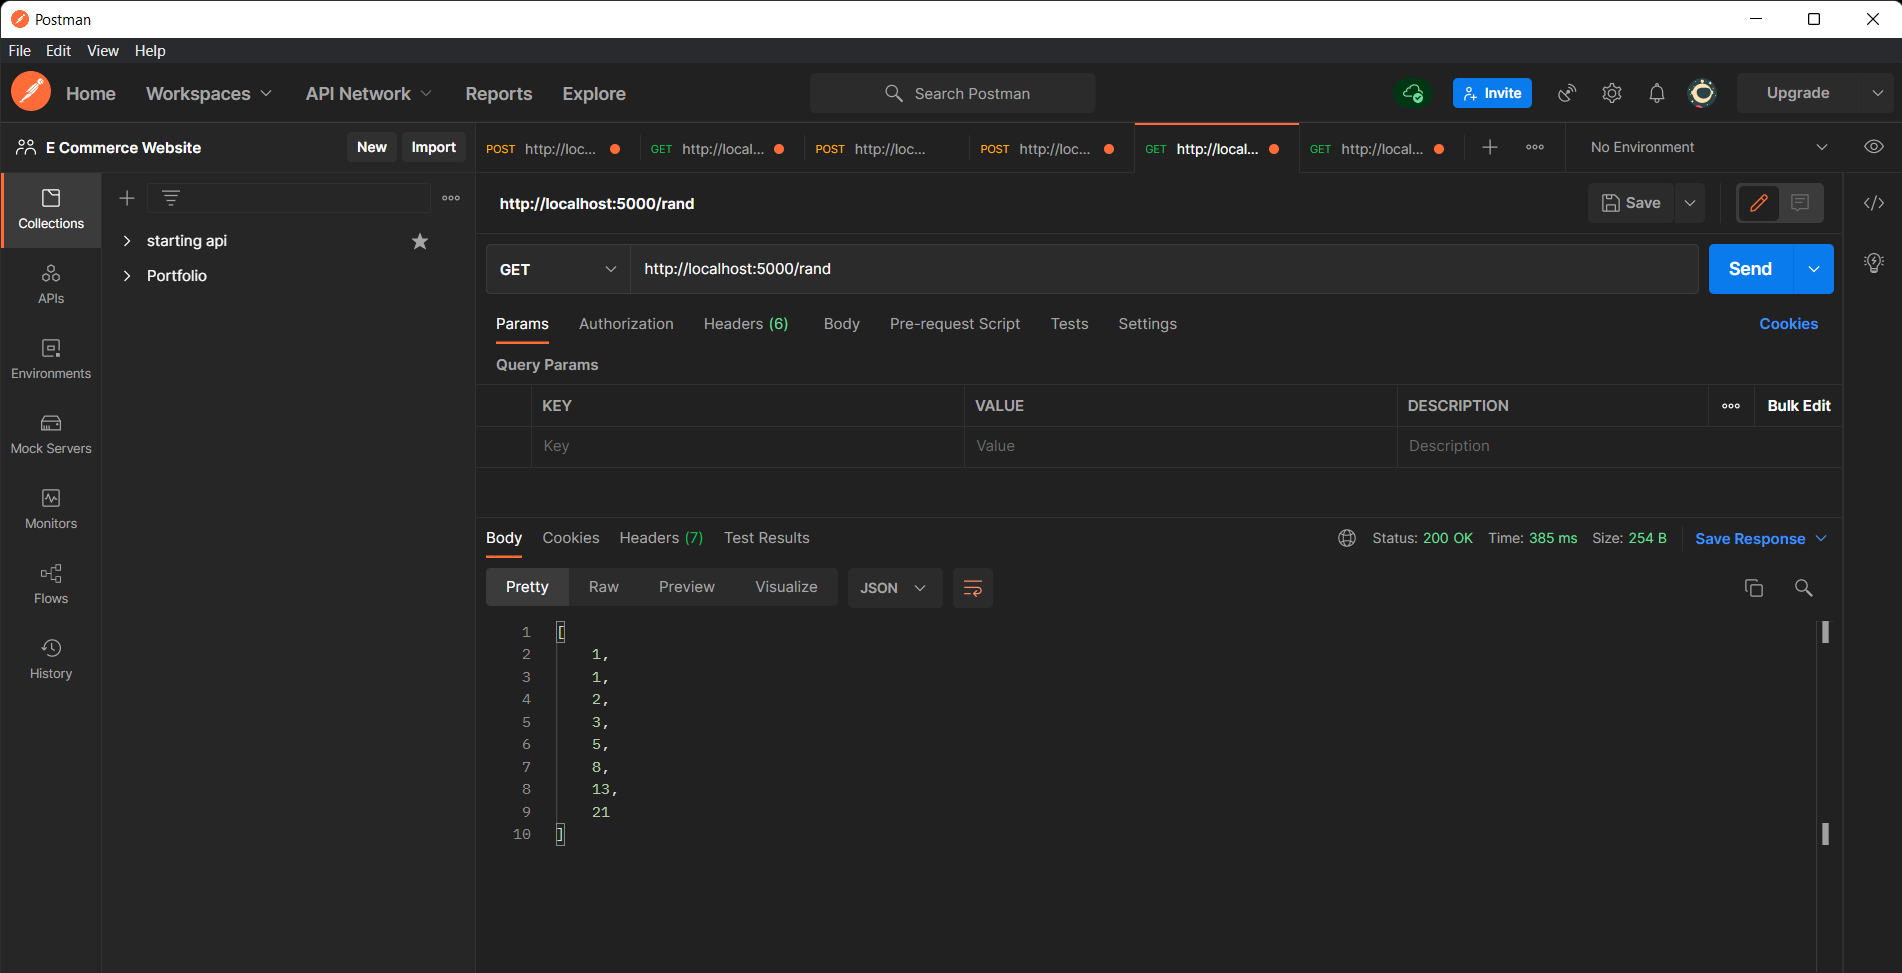 Postman
File Edit View Help
Home Workspaces API Network Reports Explore Search Postman Invite Upgrade
E Commerce Website New Import
POST http://loc... GET http://local... POST http://loc... POST http://loc... GET http://local... GET http://local... No Environment
Collections
APIs
Environments
Mock Servers
Monitors
Flows
History
starting api
Portfolio
http://localhost:5000/rand Save
GET http://localhost:5000/rand Send
Params Authorization Headers (6) Body Pre-request Script Tests Settings Cookies
Query Params
KEY VALUE DESCRIPTION Bulk Edit
Key Value Description
Body Cookies Headers (7) Test Results Status: 200 OK Time: 385 ms Size: 254 B Save Response
Pretty Raw Preview Visualize JSON
1 [
2 1,
3 1,
4 2,
5 3,
6 5,
7 8,
8 13,
9 21
10 ]